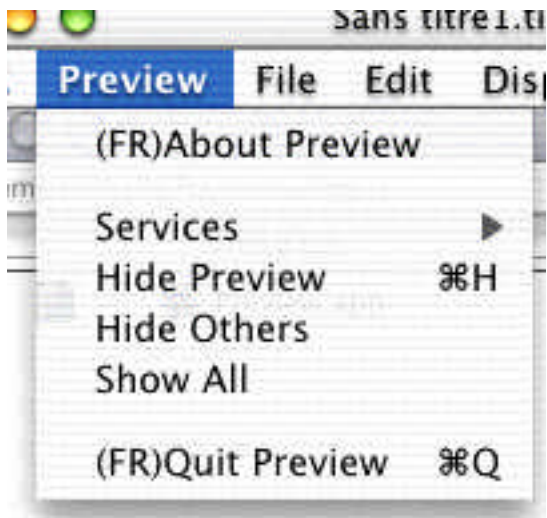 Sans titre1.ti
Preview File Edit Disp
(FR)About Preview
Services
Hide Preview ⌘H
Hide Others
Show All
(FR)Quit Preview ⌘Q